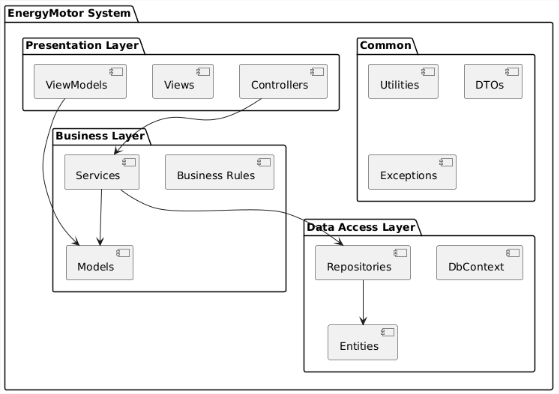 EnergyMotor System
Presentation Layer
ViewModels
Views
Controllers
Common
Utilities
DTOs
Exceptions
Business Layer
Services
Business Rules
Models
Data Access Layer
Repositories
DbContext
Entities